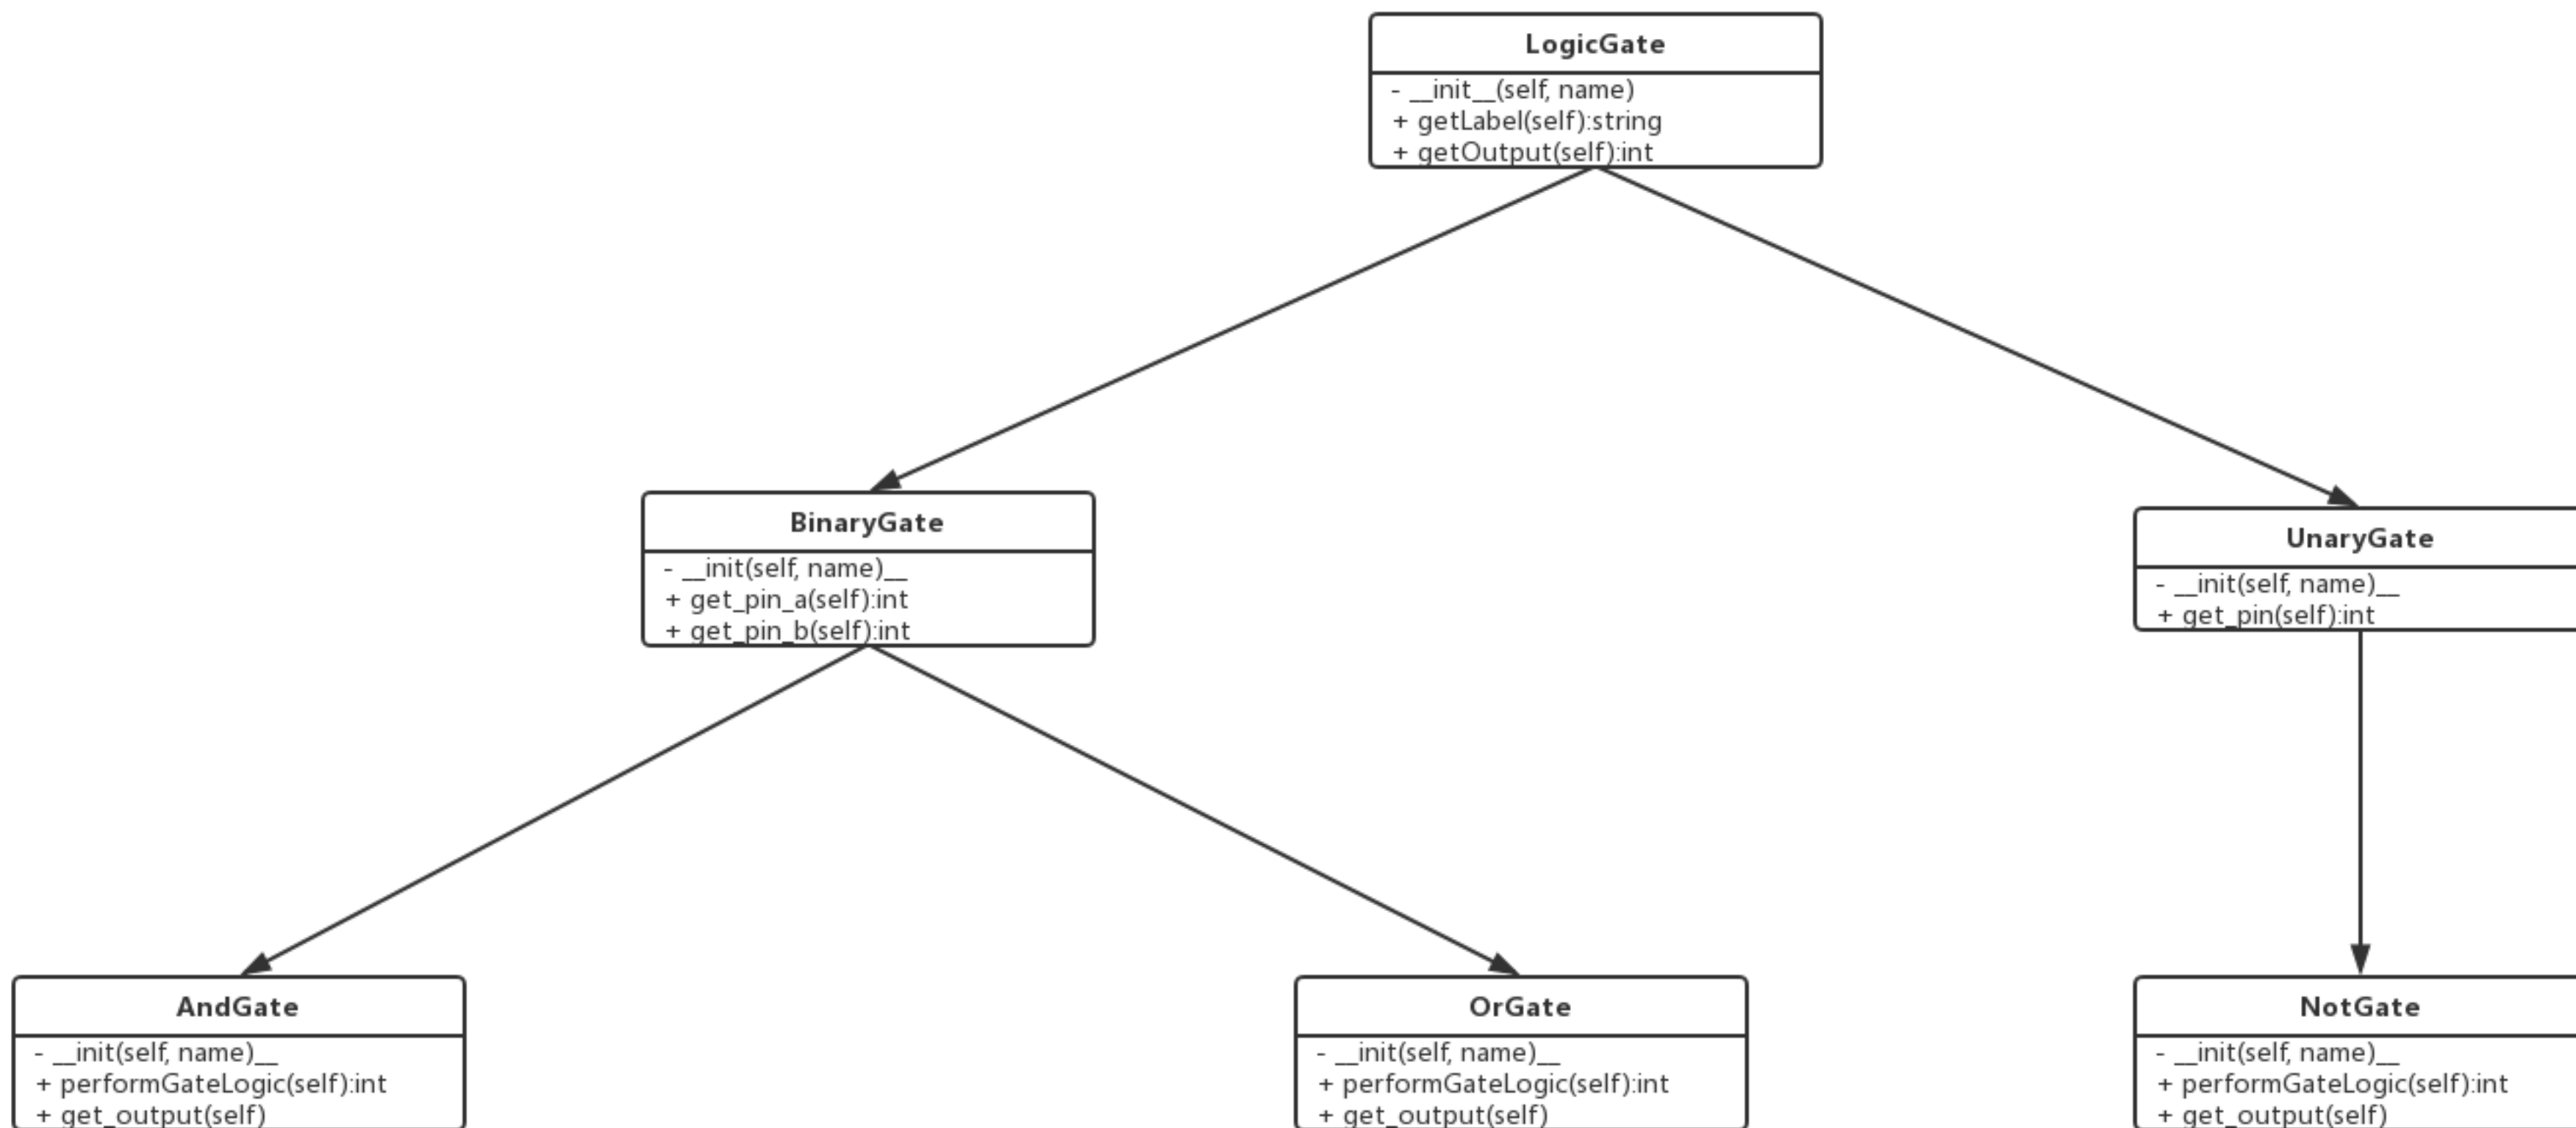 LogicGate
- __init__(self, name)
+ getLabel(self):string
+ getOutput(self):int
BinaryGate
- __init(self, name)__
+ get_pin_a(self):int
+ get_pin_b(self):int
UnaryGate
- __init(self, name)__
+ get_pin(self):int
AndGate
- __init(self, name)__
+ performGateLogic(self):int
+ get_output(self)
OrGate
- __init(self, name)__
+ performGateLogic(self):int
+ get_output(self)
NotGate
- __init(self, name)__
+ performGateLogic(self):int
+ get_output(self)